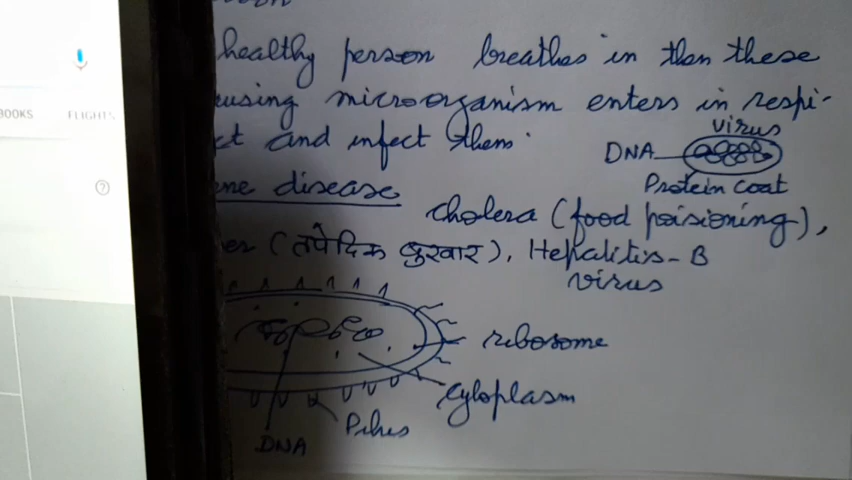 healthy person breathes in then these
using microorganism enters in respi-
ct and infect them.
virus
DNA
Protein coat
ne disease
cholera (food poisioning),
er (तपेदिक बुखार), Hepatitis-B
virus
ribosome
Cytoplasm
Pilus
DNA
BOOKS
FLIGHTS